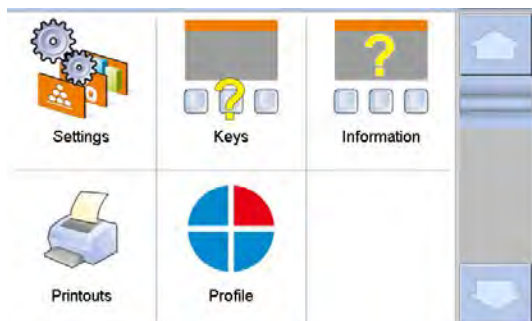 Settings
Keys
Information
Printouts
Profile